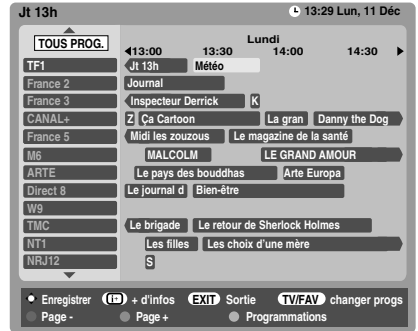 Jt 13h 13:29 Lun, 11 Déc
TOUS PROG. Lundi
13:00 13:30 14:00 14:30
TF1 Jt 13h Météo
France 2 Journal
France 3 Inspecteur Derrick K
CANAL+ Z Ça Cartoon La gran Danny the Dog
France 5 Midi les zouzous Le magazine de la santé
M6 MALCOLM LE GRAND AMOUR
ARTE Le pays des bouddhas Arte Europa
Direct 8 Le journal d Bien-être
W9
TMC Le brigade Le retour de Sherlock Holmes
NT1 Les filles Les choix d'une mère
NRJ12 S
Enregistrer i+ + d'infos EXIT Sortie TV/FAV changer progs
Page - Page + Programmations